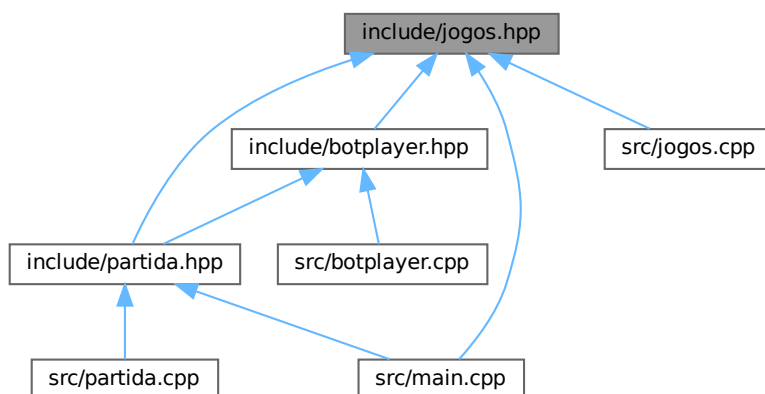 include/jogos.hpp
include/botplayer.hpp
src/jogos.cpp
include/partida.hpp
src/botplayer.cpp
src/partida.cpp
src/main.cpp